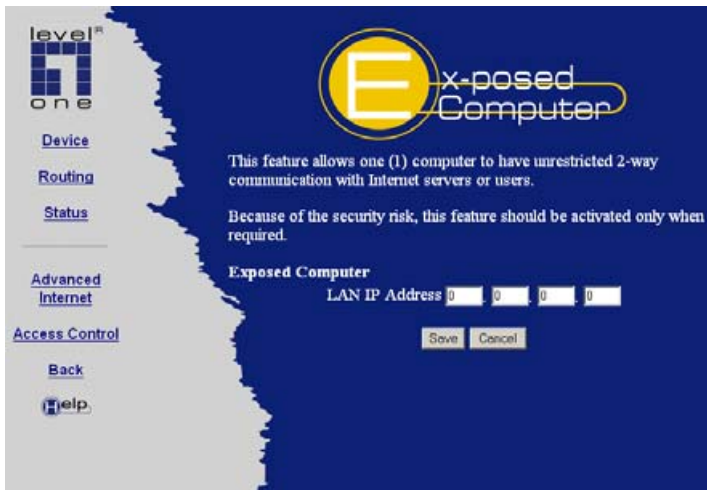 level®
one
Device
Routing
Status
Advanced
Internet
Access Control
Back
Help
Ex-posed
Computer
This feature allows one (1) computer to have unrestricted 2-way
communication with Internet servers or users.
Because of the security risk, this feature should be activated only when
required.
Exposed Computer
LAN IP Address 0 . 0 . 0 . 0
Save Cancel